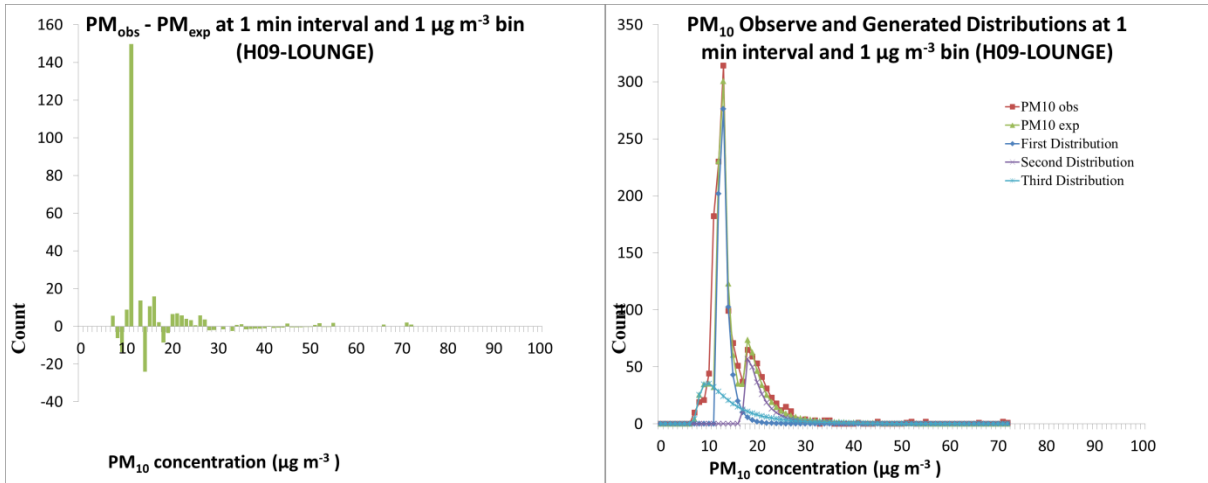 PM_obs - PM_exp at 1 min interval and 1 µg m⁻³ bin
(H09-LOUNGE)
160
140
120
100
80
60
40
20
0
-20
-40
Count
0 10 20 30 40 50 60 70 80 90 100
PM₁₀ concentration (µg m⁻³ )
PM₁₀ Observe and Generated Distributions at 1
min interval and 1 µg m⁻³ bin (H09-LOUNGE)
350
300
250
200
150
100
50
0
Count
PM10 obs
PM10 exp
First Distribution
Second Distribution
Third Distribution
0 10 20 30 40 50 60 70 80 90 100
PM₁₀ concentration (µg m⁻³ )